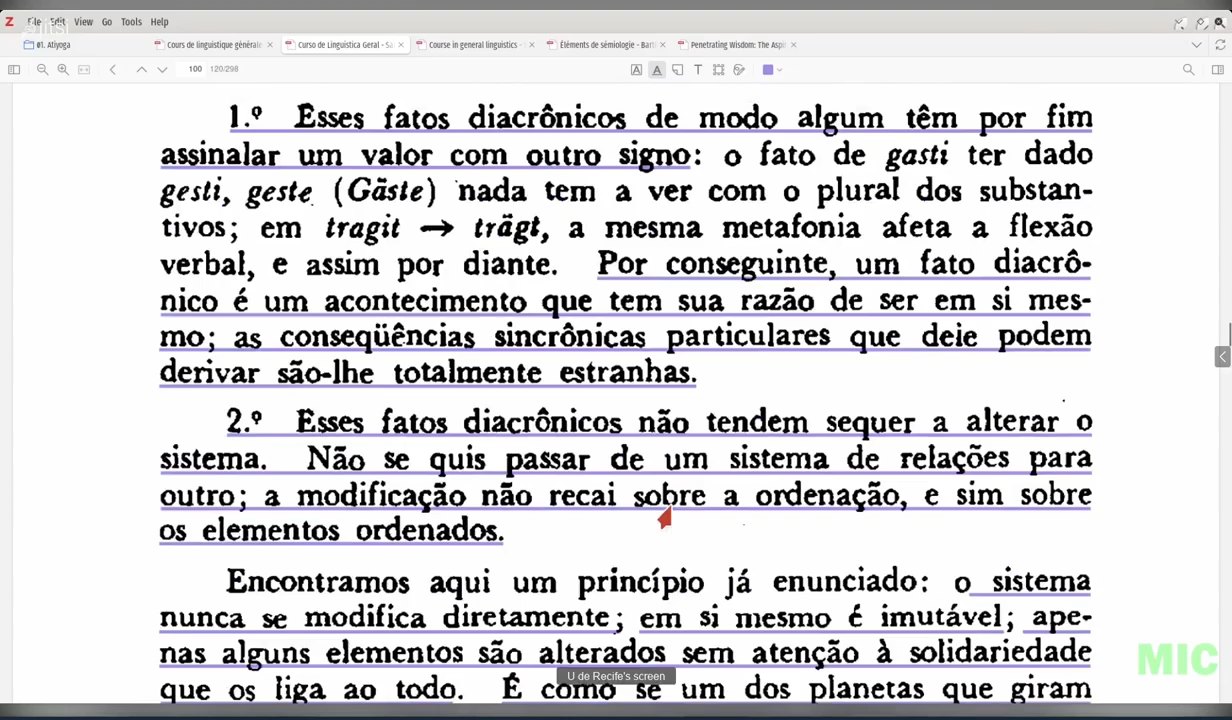 File Edit View Go Tools Help
#1. Atiyoga
Cours de linguistique générale
Curso de Linguistica Geral - Sa
Course in general linguistics -
Éléments de sémiologie - Bart
Penetrating Wisdom: The Aspi
100 120/298
1.º Esses fatos diacrônicos de modo algum têm por fim
assinalar um valor com outro signo: o fato de gasti ter dado
gesti, geste (Gäste) nada tem a ver com o plural dos substan-
tivos; em tragit → trägt, a mesma metafonia afeta a flexão
verbal, e assim por diante. Por conseguinte, um fato diacrô-
nico é um acontecimento que tem sua razão de ser em si mes-
mo; as conseqüências sincrônicas particulares que deie podem
derivar são-lhe totalmente estranhas.
2.º Esses fatos diacrônicos não tendem sequer a alterar o
sistema. Não se quis passar de um sistema de relações para
outro; a modificação não recai sobre a ordenação, e sim sobre
os elementos ordenados.
Encontramos aqui um princípio já enunciado: o sistema
nunca se modifica diretamente; em si mesmo é imutável; ape-
nas alguns elementos são alterados sem atenção à solidariedade
que os liga ao todo. É como se um dos planetas que giram
U de Recife's screen
MIC